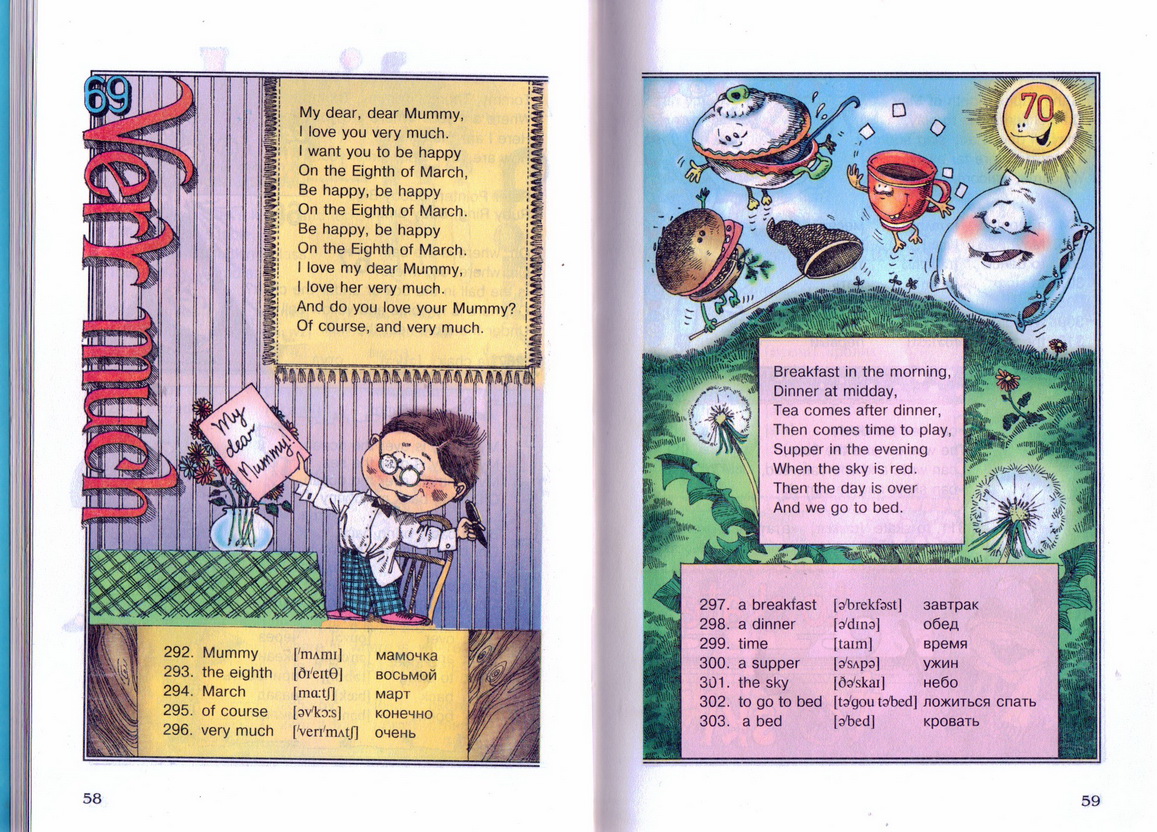 69
Very much
My dear, dear Mummy,
I love you very much.
I want you to be happy
On the Eighth of March,
Be happy, be happy
On the Eighth of March.
Be happy, be happy
On the Eighth of March.
I love my dear Mummy,
I love her very much.
And do you love your Mummy?
Of course, and very much.
My
dear
Mummy!
292. Mummy [ˈmʌmɪ] мамочка
293. the eighth [ðɪˈeɪtθ] восьмой
294. March [mɑːtʃ] март
295. of course [əvˈkɔːs] конечно
296. very much [ˈverɪˈmʌtʃ] очень
58
70
Breakfast in the morning,
Dinner at midday,
Tea comes after dinner,
Then comes time to play,
Supper in the evening
When the sky is red.
Then the day is over
And we go to bed.
297. a breakfast [əˈbrekfəst] завтрак
298. a dinner [əˈdɪnə] обед
299. time [taɪm] время
300. a supper [əˈsʌpə] ужин
301. the sky [ðəˈskaɪ] небо
302. to go to bed [təˈgou təˈbed] ложиться спать
303. a bed [əˈbed] кровать
59